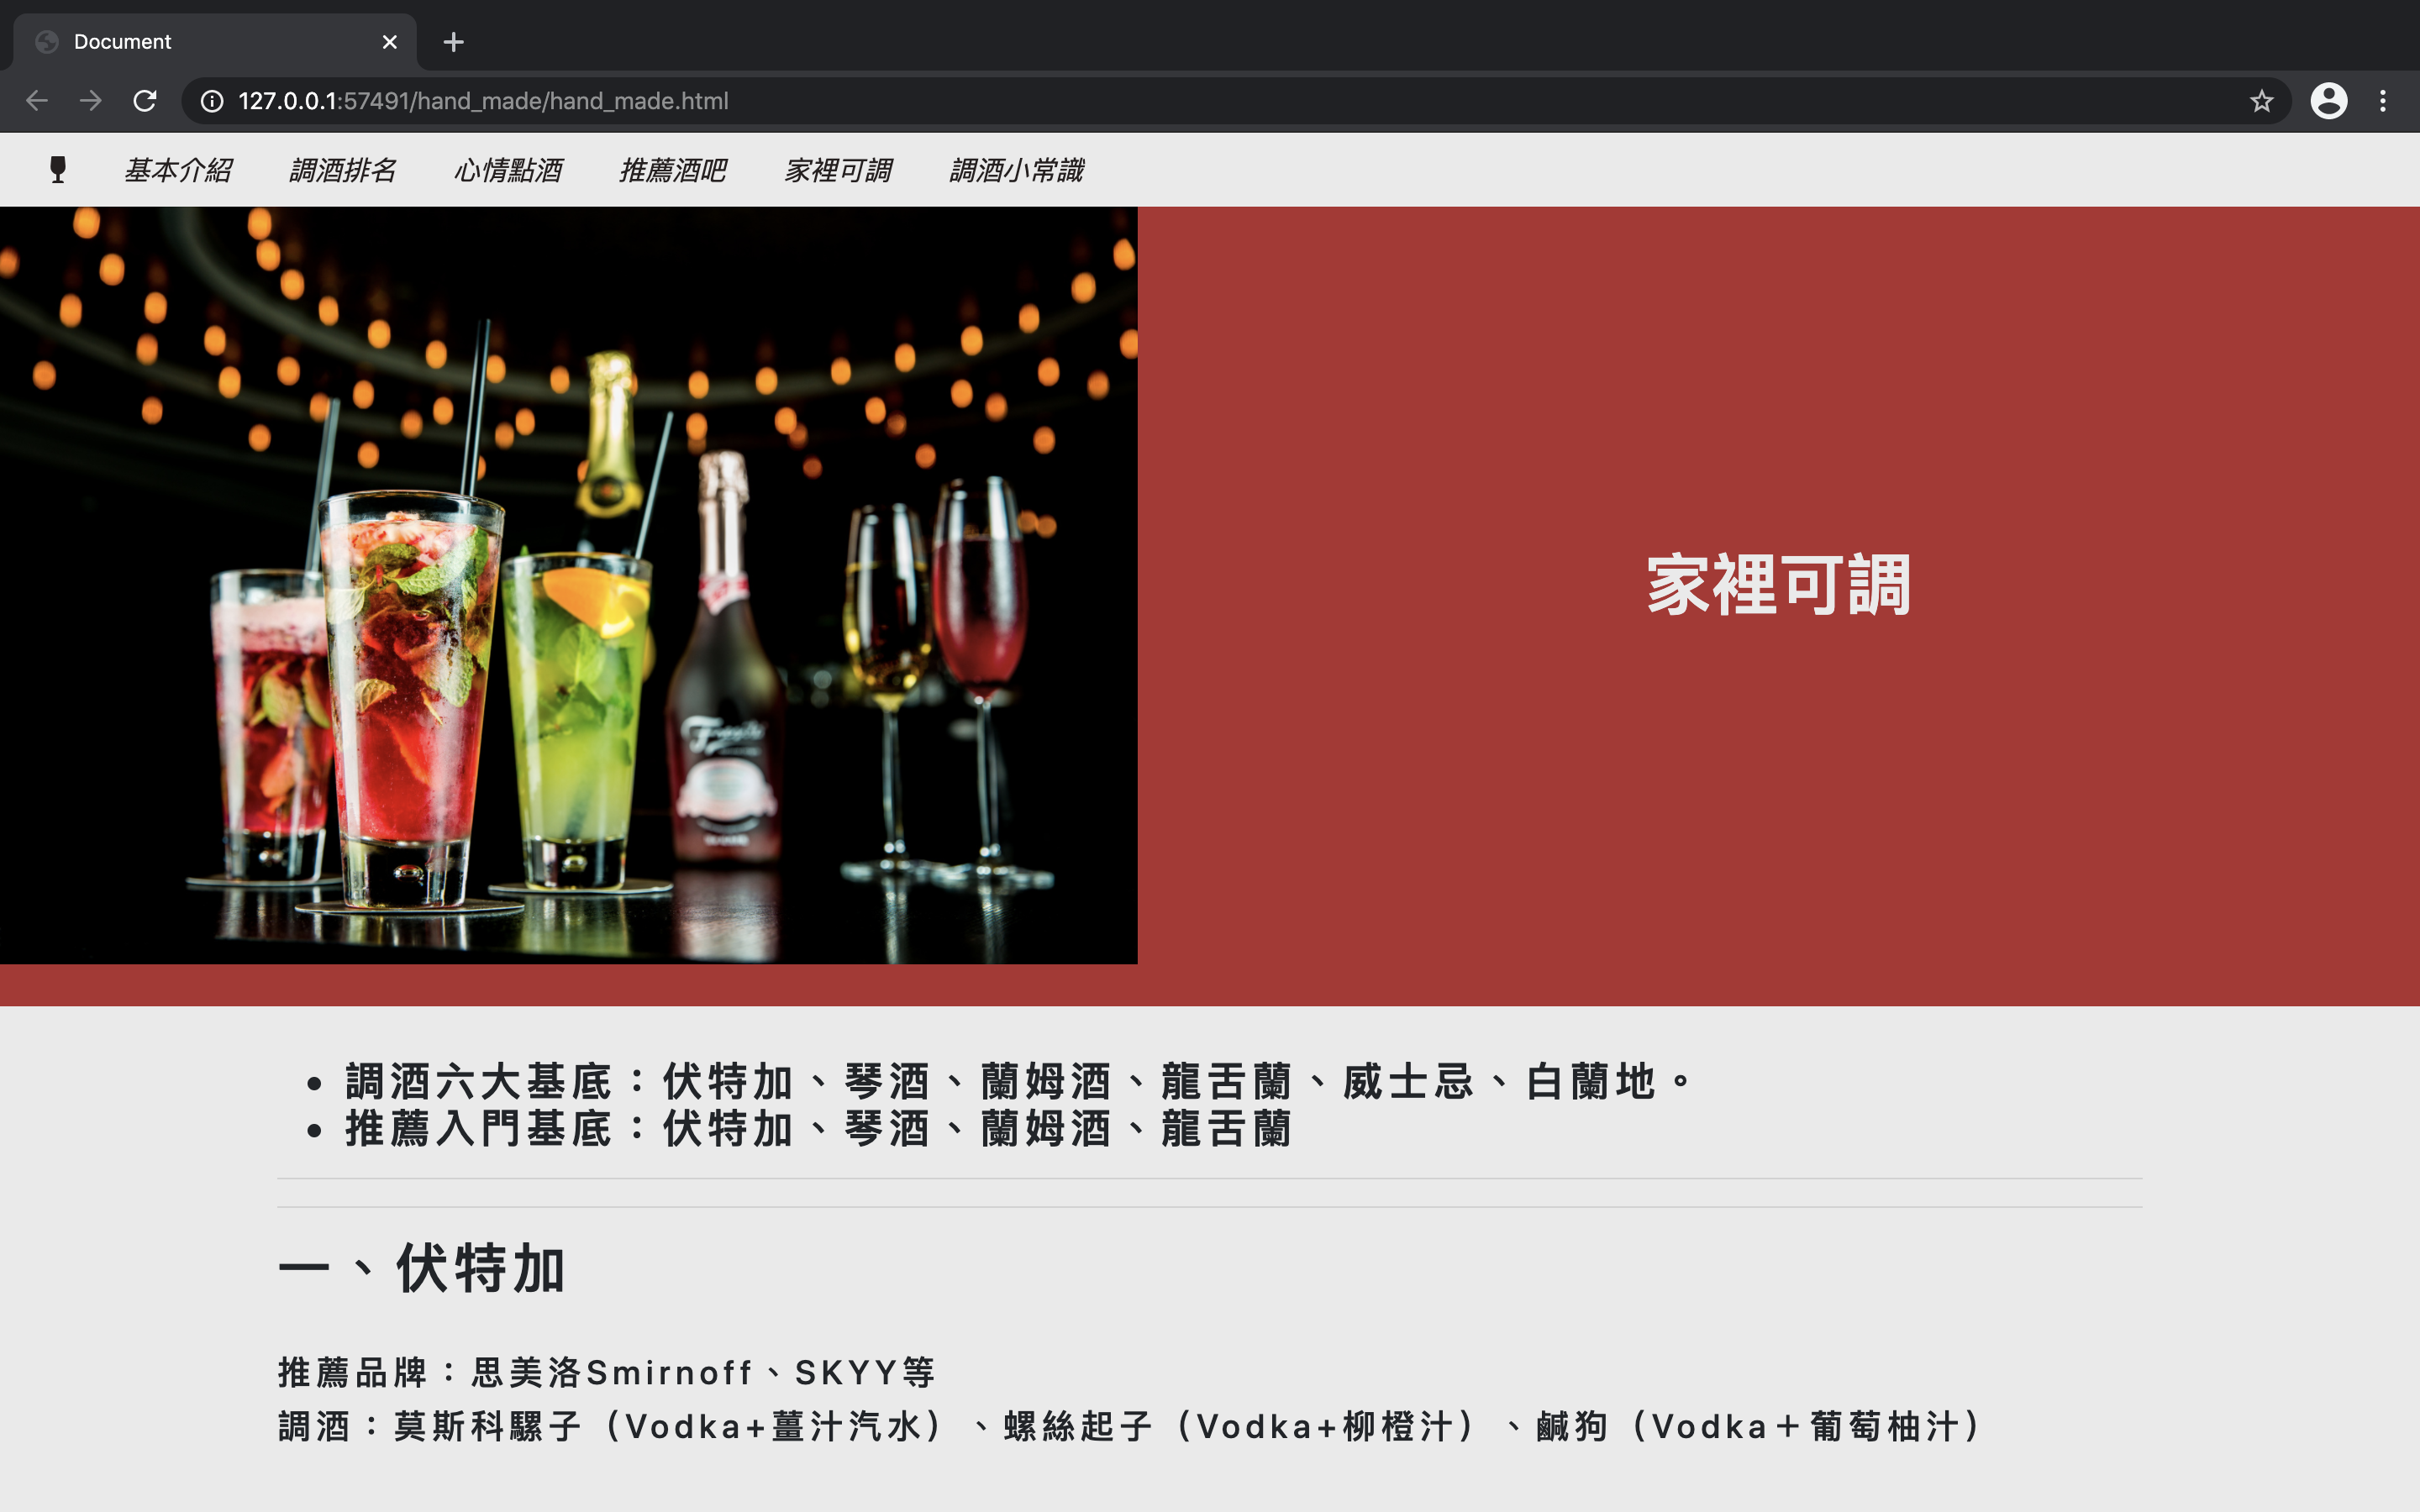 Document
127.0.0.1:57491/hand_made/hand_made.html
基本介紹 調酒排名 心情點酒 推薦酒吧 家裡可調 調酒小常識
家裡可調
• 調酒六大基底：伏特加、琴酒、蘭姆酒、龍舌蘭、威士忌、白蘭地。
• 推薦入門基底：伏特加、琴酒、蘭姆酒、龍舌蘭
一、伏特加
推薦品牌：思美洛Smirnoff、SKYY等
調酒：莫斯科騾子（Vodka+薑汁汽水）、螺絲起子（Vodka+柳橙汁）、鹹狗（Vodka＋葡萄柚汁）